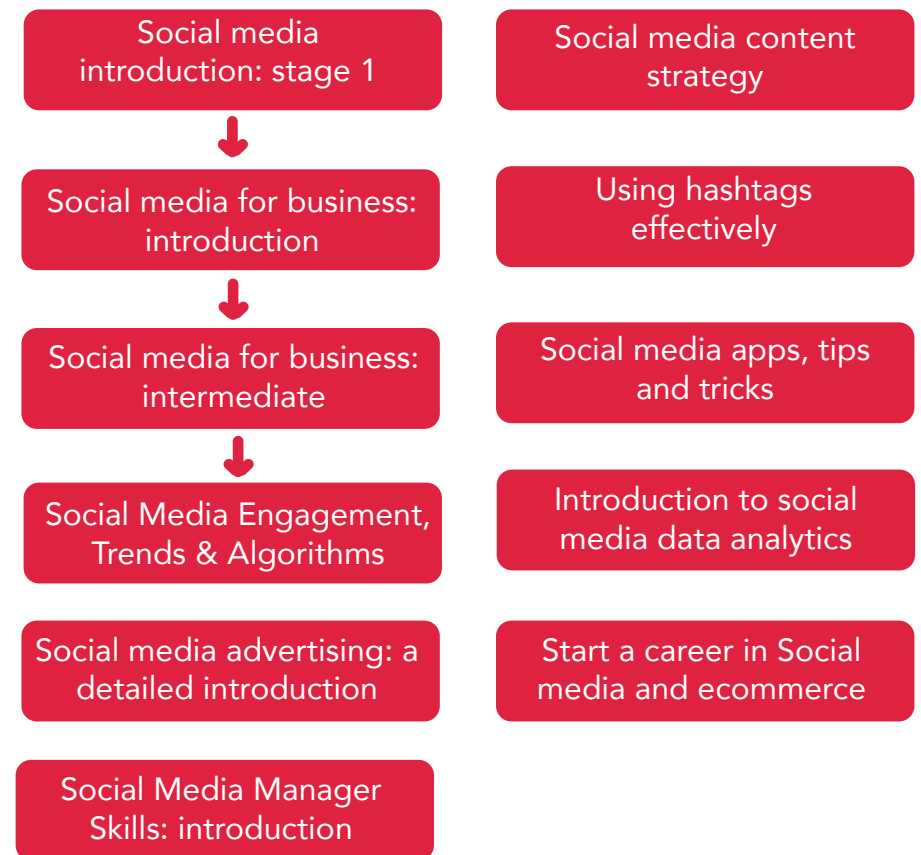 Social media
introduction: stage 1
Social media for business:
introduction
Social media for business:
intermediate
Social Media Engagement,
Trends & Algorithms
Social media advertising: a
detailed introduction
Social Media Manager
Skills: introduction
Social media content
strategy
Using hashtags
effectively
Social media apps, tips
and tricks
Introduction to social
media data analytics
Start a career in Social
media and ecommerce